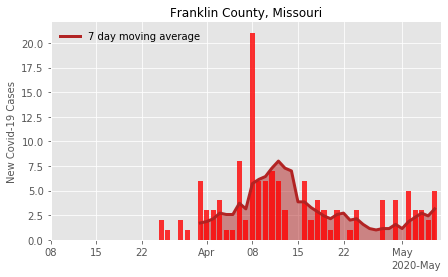 Franklin County, Missouri
7 day moving average
New Covid-19 Cases
20.0
17.5
15.0
12.5
10.0
7.5
5.0
2.5
0.0
08 15 22 Apr 08 15 22 May
2020-May